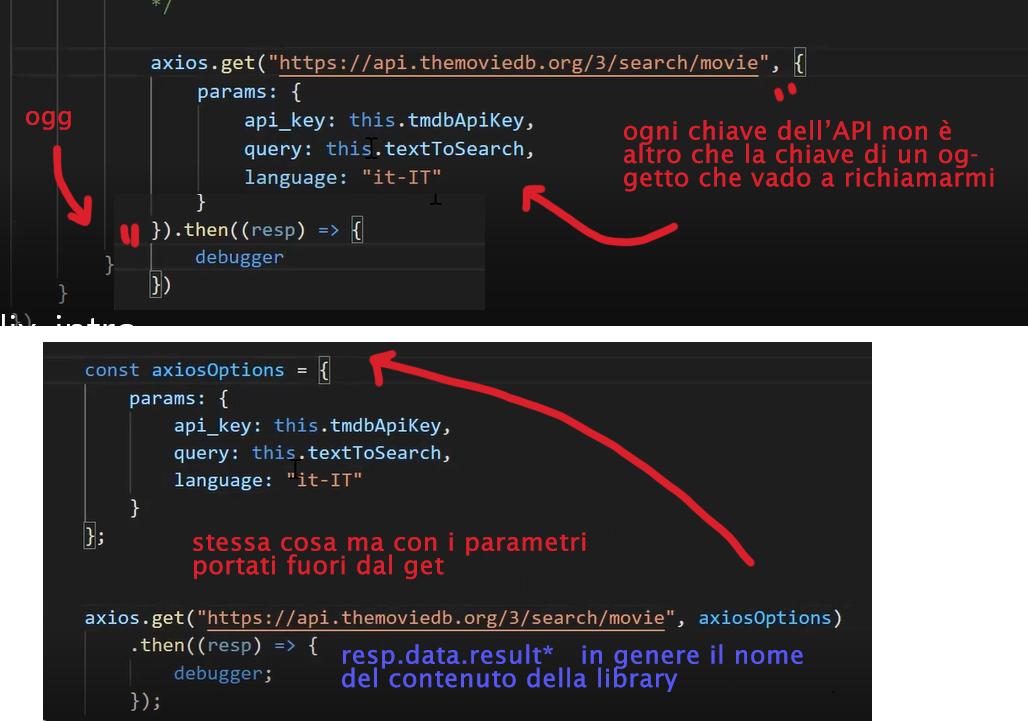 */
axios.get("https://api.themoviedb.org/3/search/movie", {
params: {
ogg
api_key: this.tmdbApiKey,
ogni chiave dell'API non è
query: this.textToSearch,
altro che la chiave di un og-
language: "it-IT"
getto che vado a richiamarmi
}
}).then((resp) => {
debugger
}
})
}
})
const axiosOptions = {
params: {
api_key: this.tmdbApiKey,
query: this.textToSearch,
language: "it-IT"
}
};
stessa cosa ma con i parametri
portati fuori dal get
axios.get("https://api.themoviedb.org/3/search/movie", axiosOptions)
.then((resp) => {
resp.data.result* in genere il nome
debugger;
del contenuto della library
});